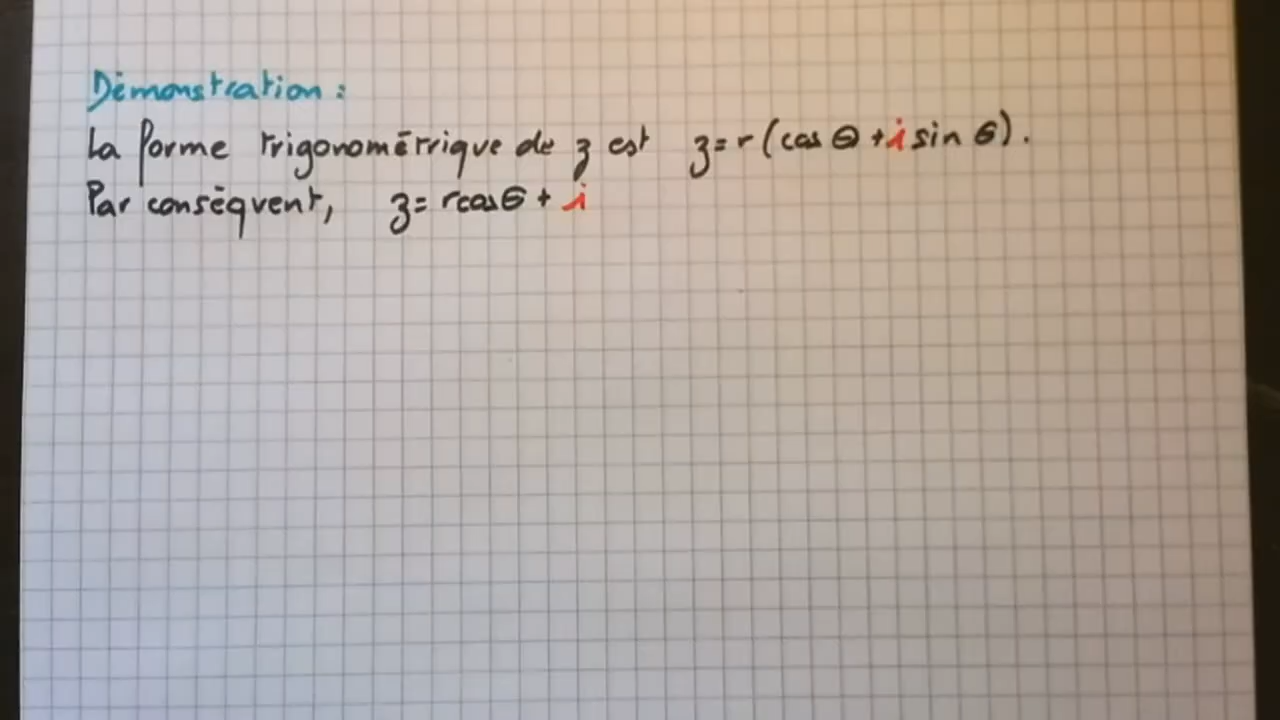 Démonstration :
La forme trigonométrique de z est z = r (cos θ + i sin θ).
Par conséquent, z = r cos θ + i